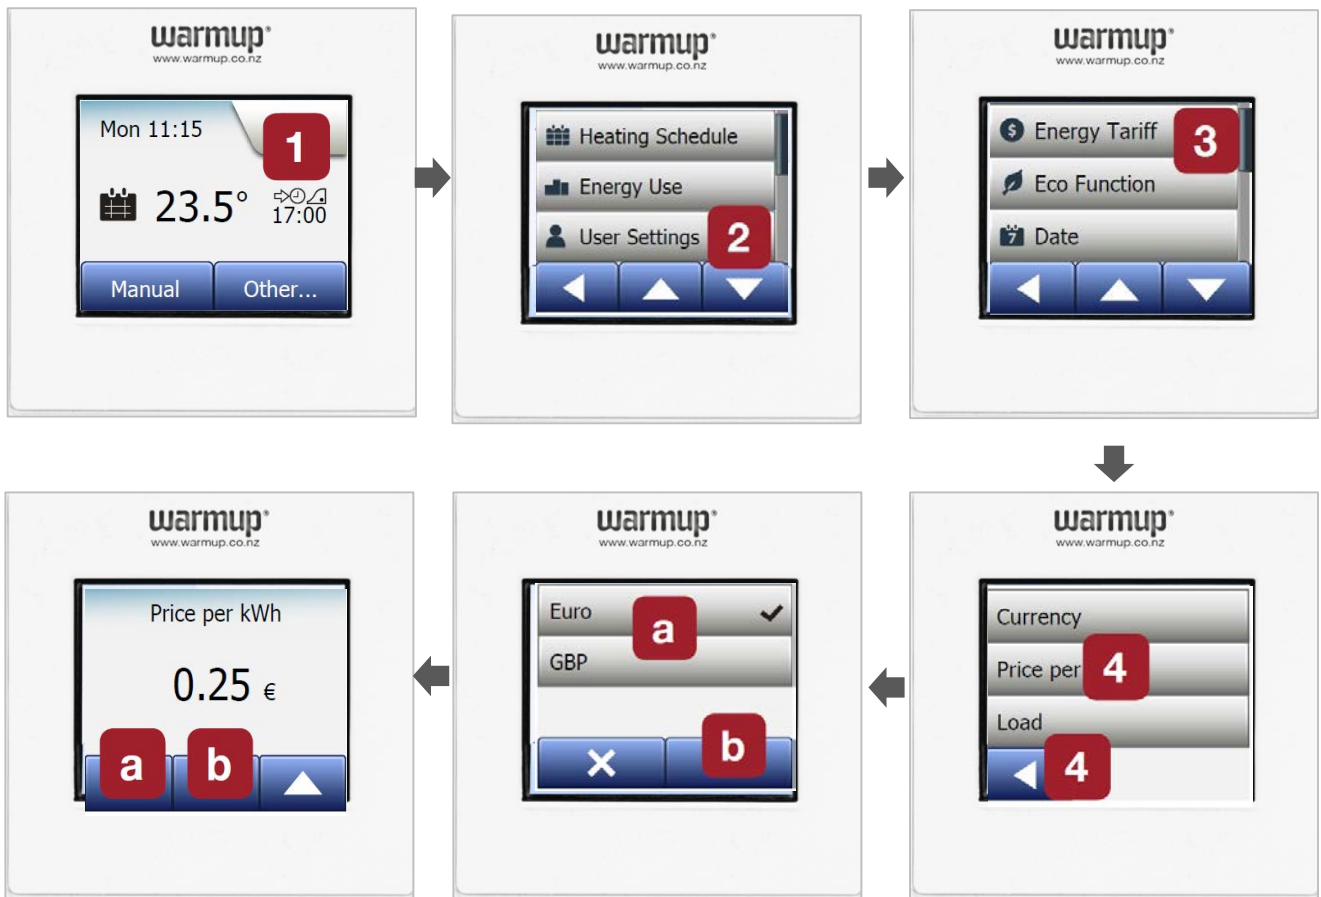 warmup®
www.warmup.co.nz
Mon 11:15
1
23.5°
17:00
Manual
Other...
warmup®
www.warmup.co.nz
Heating Schedule
Energy Use
User Settings
2
warmup®
www.warmup.co.nz
$ Energy Tariff
3
Eco Function
7 Date
warmup®
www.warmup.co.nz
Price per kWh
0.25 €
a
b
warmup®
www.warmup.co.nz
Euro
a
GBP
b
warmup®
www.warmup.co.nz
Currency
Price per
4
Load
4